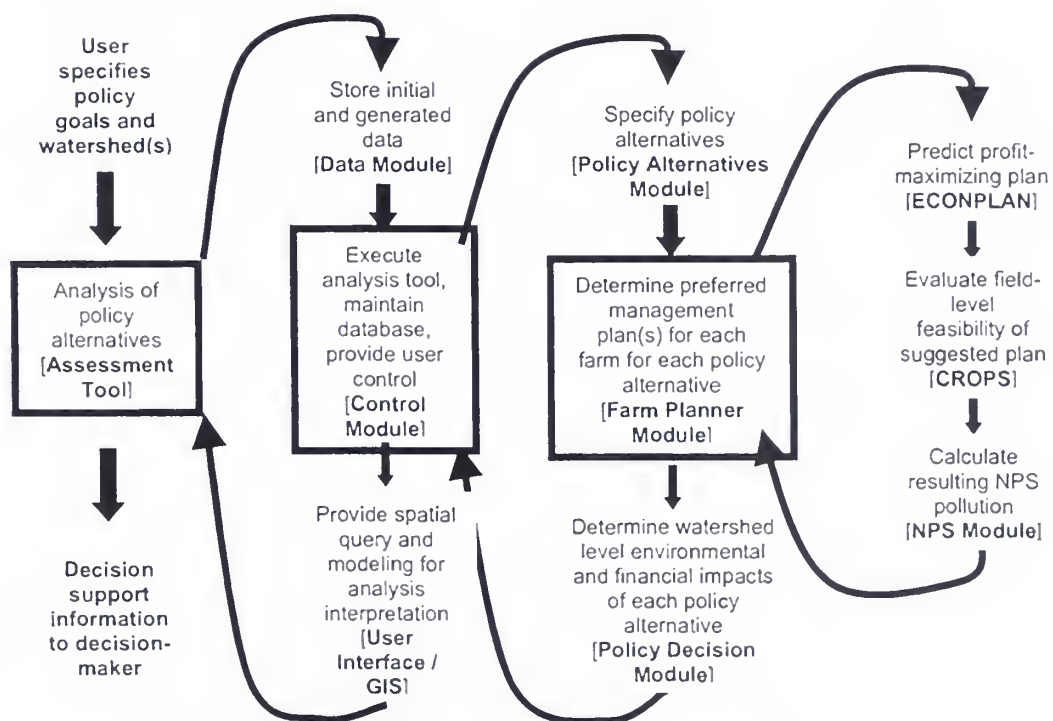 User
specifies
policy
goals and
watershed(s)
Analysis of
policy
alternatives
[Assessment
Tool]
Decision
support
information
to decision-
maker
Store initial
and generated
data
[Data Module]
Execute
analysis tool,
maintain
database,
provide user
control
[Control
Module]
Provide spatial
query and
modeling for
analysis
interpretation
[User
Interface /
GIS]
Specify policy
alternatives
[Policy Alternatives
Module]
Determine preferred
management
plan(s) for each
farm for each policy
alternative
[Farm Planner
Module]
Determine watershed
level environmental
and financial impacts
of each policy
alternative
[Policy Decision
Module]
Predict profit-
maximizing plan
[ECONPLAN]
Evaluate field-
level
feasibility of
suggested plan
[CROPS]
Calculate
resulting NPS
pollution
[NPS Module]